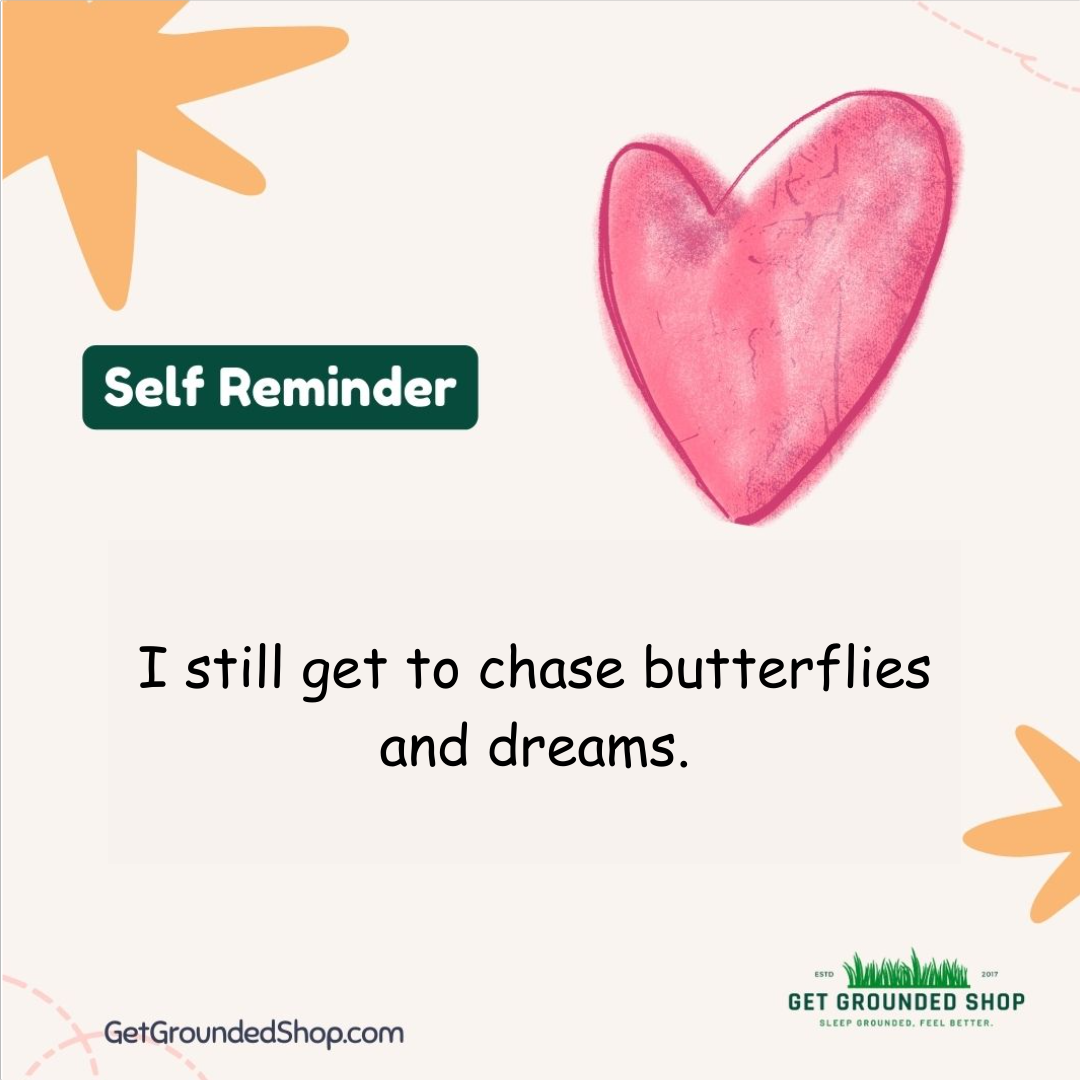 Self Reminder
I still get to chase butterflies
and dreams.
ESTD 2017
GET GROUNDED SHOP
SLEEP GROUNDED, FEEL BETTER.
GetGroundedShop.com